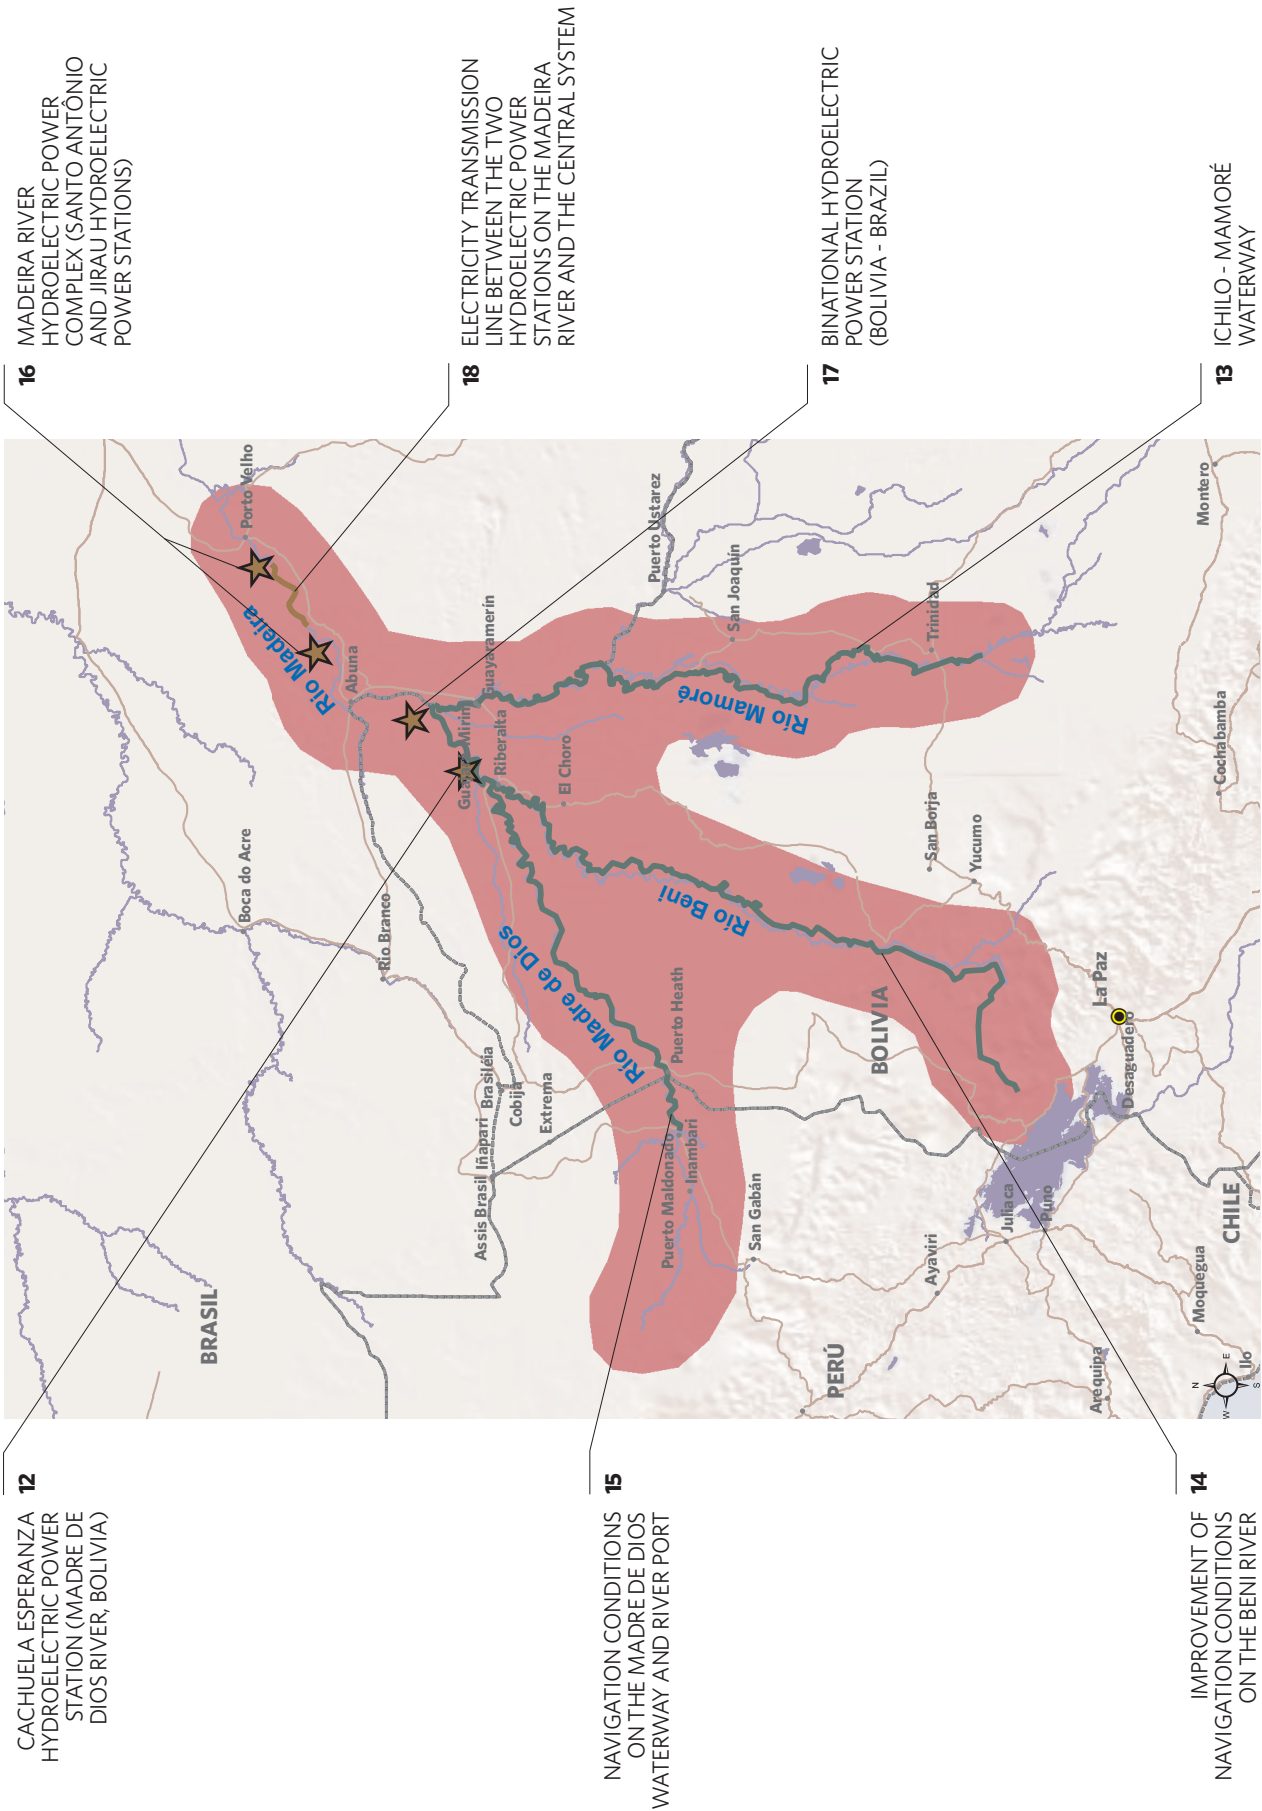 12
CACHUELA ESPERANZA
HYDROELECTRIC POWER
STATION (MADRE DE
DIOS RIVER, BOLIVIA)
15
NAVIGATION CONDITIONS
ON THE MADRE DE DIOS
WATERWAY AND RIVER PORT
14
IMPROVEMENT OF
NAVIGATION CONDITIONS
ON THE BENI RIVER
16
MADEIRA RIVER
HYDROELECTRIC POWER
COMPLEX (SANTO ANTÔNIO
AND JIRAU HYDROELECTRIC
POWER STATIONS)
18
ELECTRICITY TRANSMISSION
LINE BETWEEN THE TWO
HYDROELECTRIC POWER
STATIONS ON THE MADEIRA
RIVER AND THE CENTRAL SYSTEM
17
BINATIONAL HYDROELECTRIC
POWER STATION
(BOLIVIA - BRAZIL)
13
ICHILO - MAMORÉ
WATERWAY
BRASIL
Boca do Acre
Porto Velho
Río Madeira
Abuna
Rio Branco
Guayaramerín
Riberalta
El Choro
Assis Brasil
Iñapari
Brasiléia
Cobija
Extrema
Río Madre de Dios
Puerto Ustarez
San Joaquín
Río Mamoré
Río Beni
Puerto Heath
Puerto Maldonado
Inambari
San Gabán
BOLIVIA
Trinidad
San Borja
Yucumo
PERÚ
Ayaviri
Juliaca
Puno
La Paz
Desaguadero
Arequipa
Moquegua
CHILE
Cochabamba
Montero
Ilo
N
E
S
W